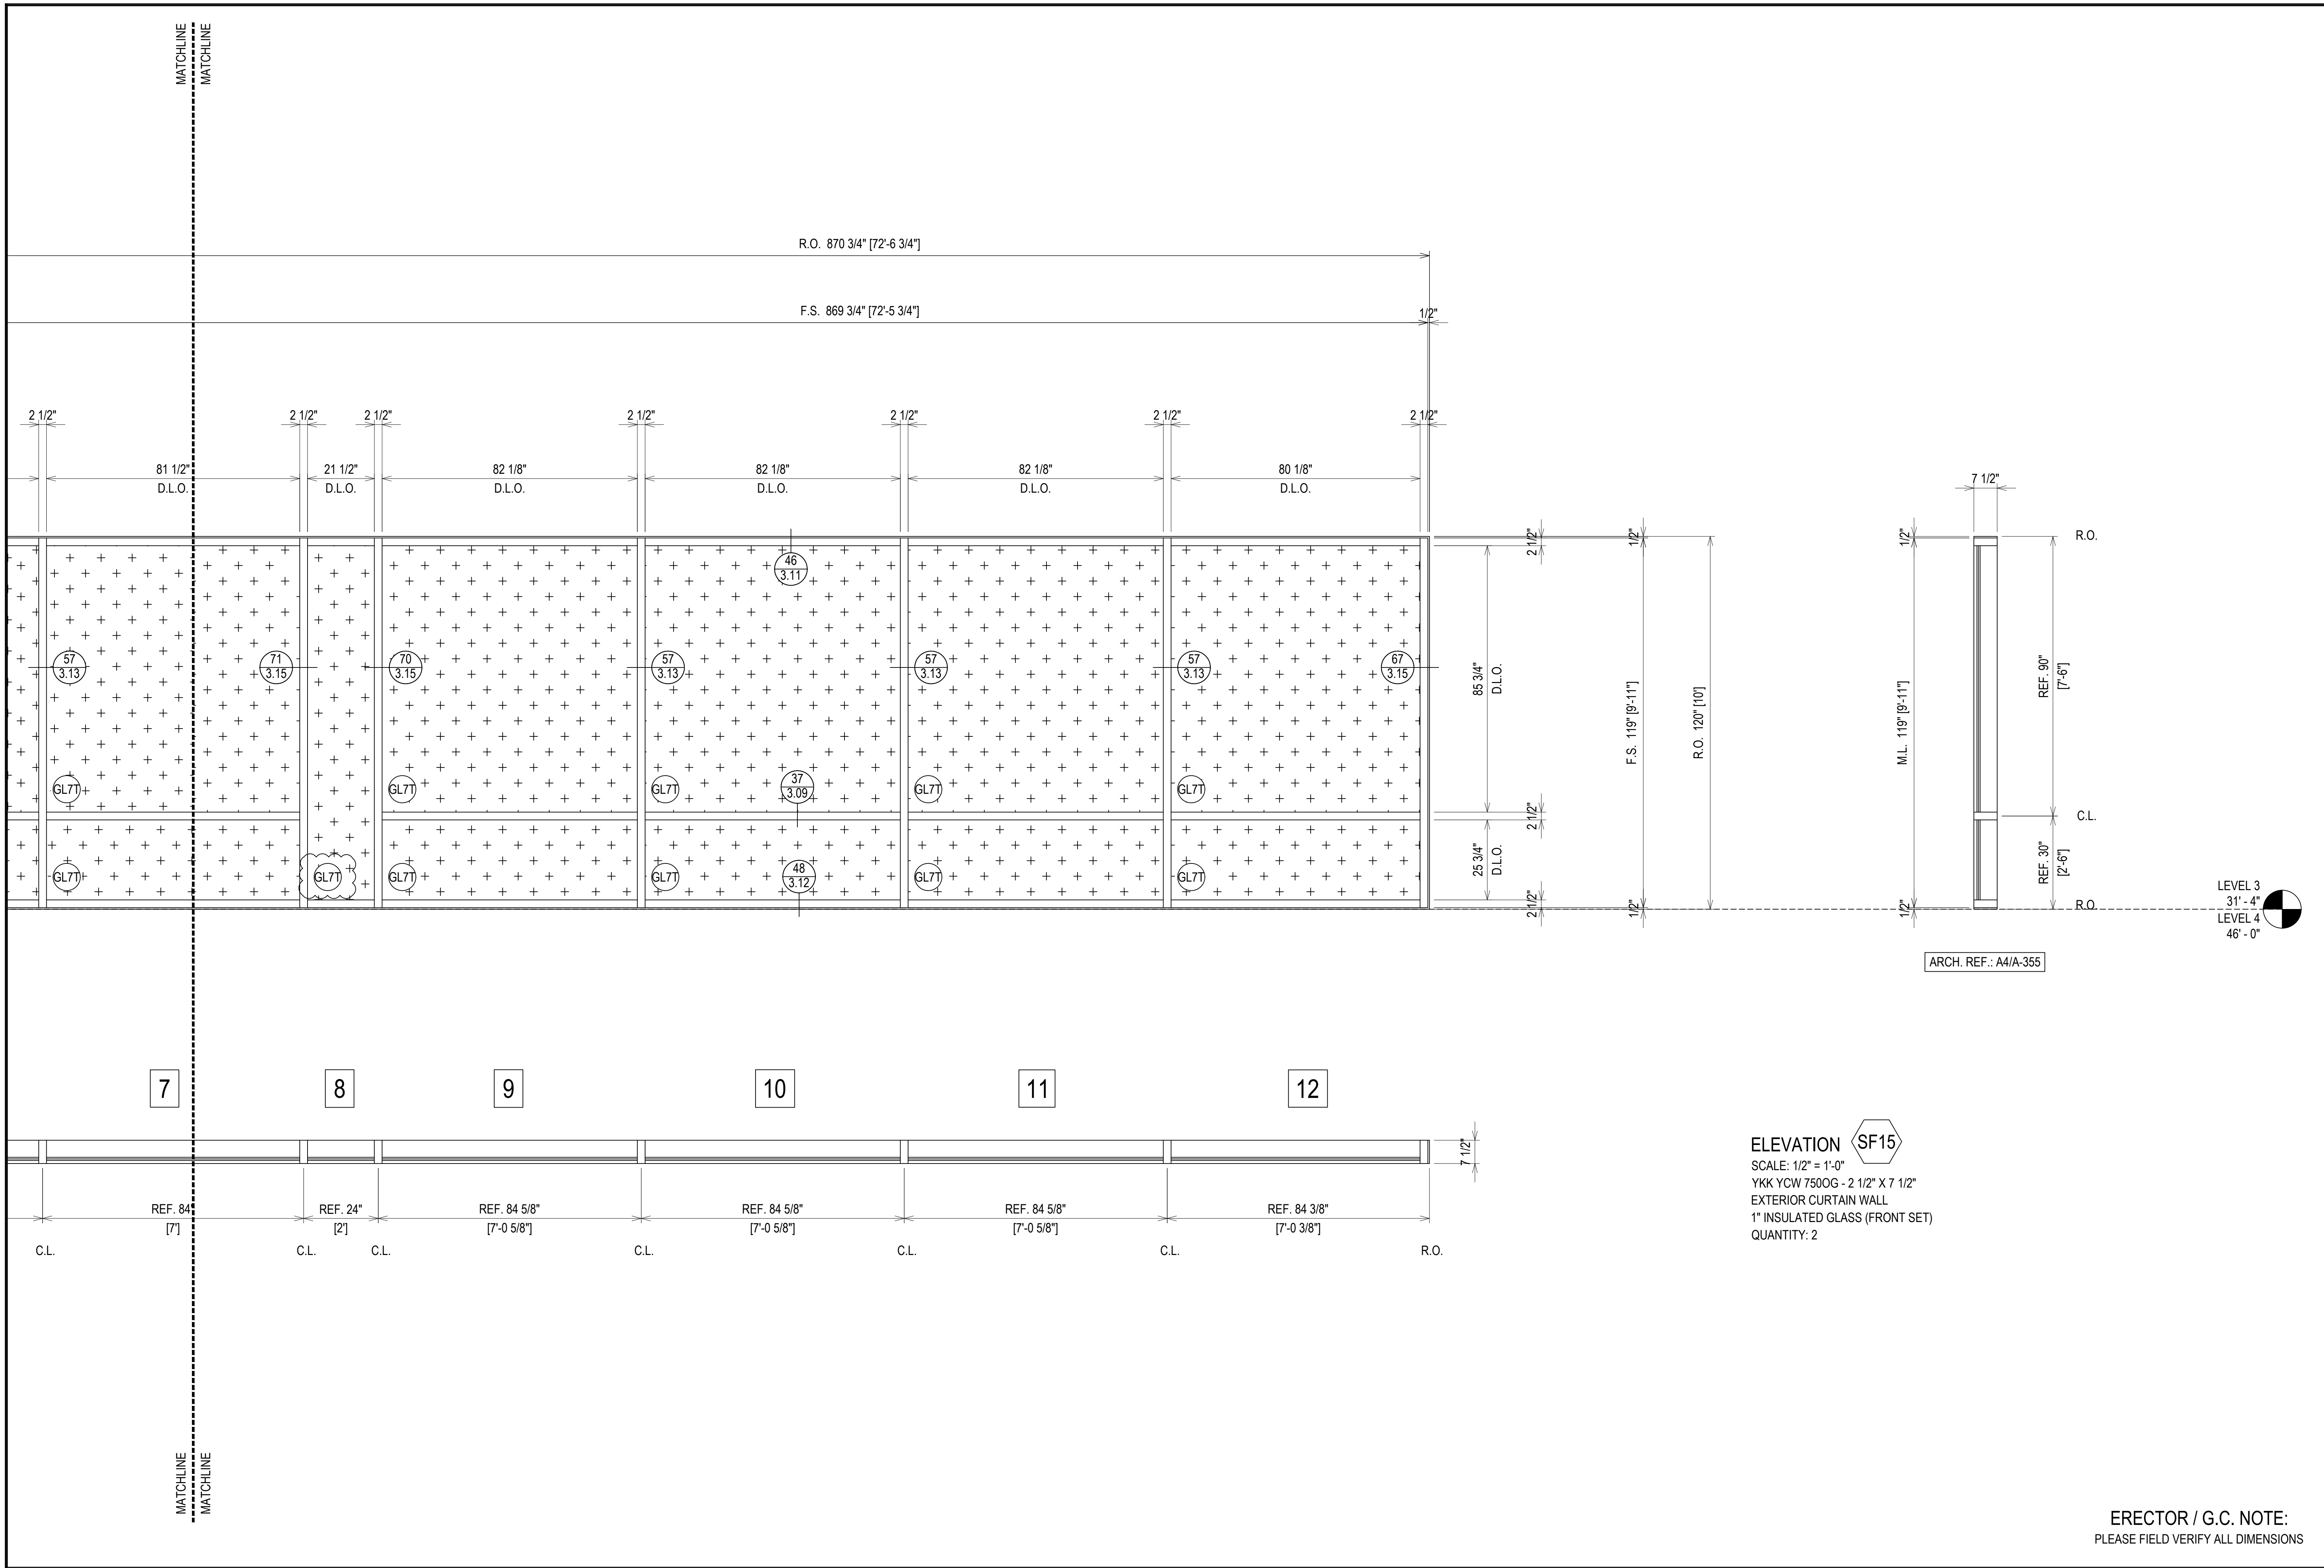 MATCHLINE
MATCHLINE
R.O. 870 3/4" [72'-6 3/4"]
F.S. 869 3/4" [72'-5 3/4"]
1/2"
2 1/2"
2 1/2"
2 1/2"
2 1/2"
2 1/2"
2 1/2"
2 1/2"
81 1/2"
D.L.O.
21 1/2"
D.L.O.
82 1/8"
D.L.O.
82 1/8"
D.L.O.
82 1/8"
D.L.O.
80 1/8"
D.L.O.
46
3.11
57
3.13
71
3.15
70
3.15
57
3.13
57
3.13
57
3.13
67
3.15
GL7T
GL7T
GL7T
37
3.09
GL7T
GL7T
GL7T
GL7T
GL7T
GL7T
48
3.12
GL7T
GL7T
2 1/2"
85 3/4"
D.L.O.
2 1/2"
25 3/4"
D.L.O.
2 1/2"
1/2"
F.S. 119" [9'-11"]
1/2"
R.O. 120" [10']
1/2"
M.L. 119" [9'-11"]
1/2"
7 1/2"
R.O.
REF. 90"
[7'-6"]
C.L.
REF. 30"
[2'-6"]
R.O.
LEVEL 3
31' - 4"
LEVEL 4
46' - 0"
ARCH. REF.: A4/A-355
7
8
9
10
11
12
7 1/2"
REF. 84
[7']
REF. 24"
[2']
REF. 84 5/8"
[7'-0 5/8"]
REF. 84 5/8"
[7'-0 5/8"]
REF. 84 5/8"
[7'-0 5/8"]
REF. 84 3/8"
[7'-0 3/8"]
C.L.
C.L.
C.L.
C.L.
C.L.
C.L.
R.O.
ELEVATION SF15
SCALE: 1/2" = 1'-0"
YKK YCW 750OG - 2 1/2" X 7 1/2"
EXTERIOR CURTAIN WALL
1" INSULATED GLASS (FRONT SET)
QUANTITY: 2
MATCHLINE
MATCHLINE
ERECTOR / G.C. NOTE:
PLEASE FIELD VERIFY ALL DIMENSIONS